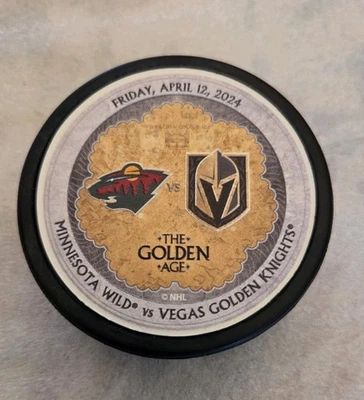 FRIDAY, APRIL 12, 2024
VS
•THE•
GOLDEN
•AGE•
© NHL
MINNESOTA WILD® VS VEGAS GOLDEN KNIGHTS®